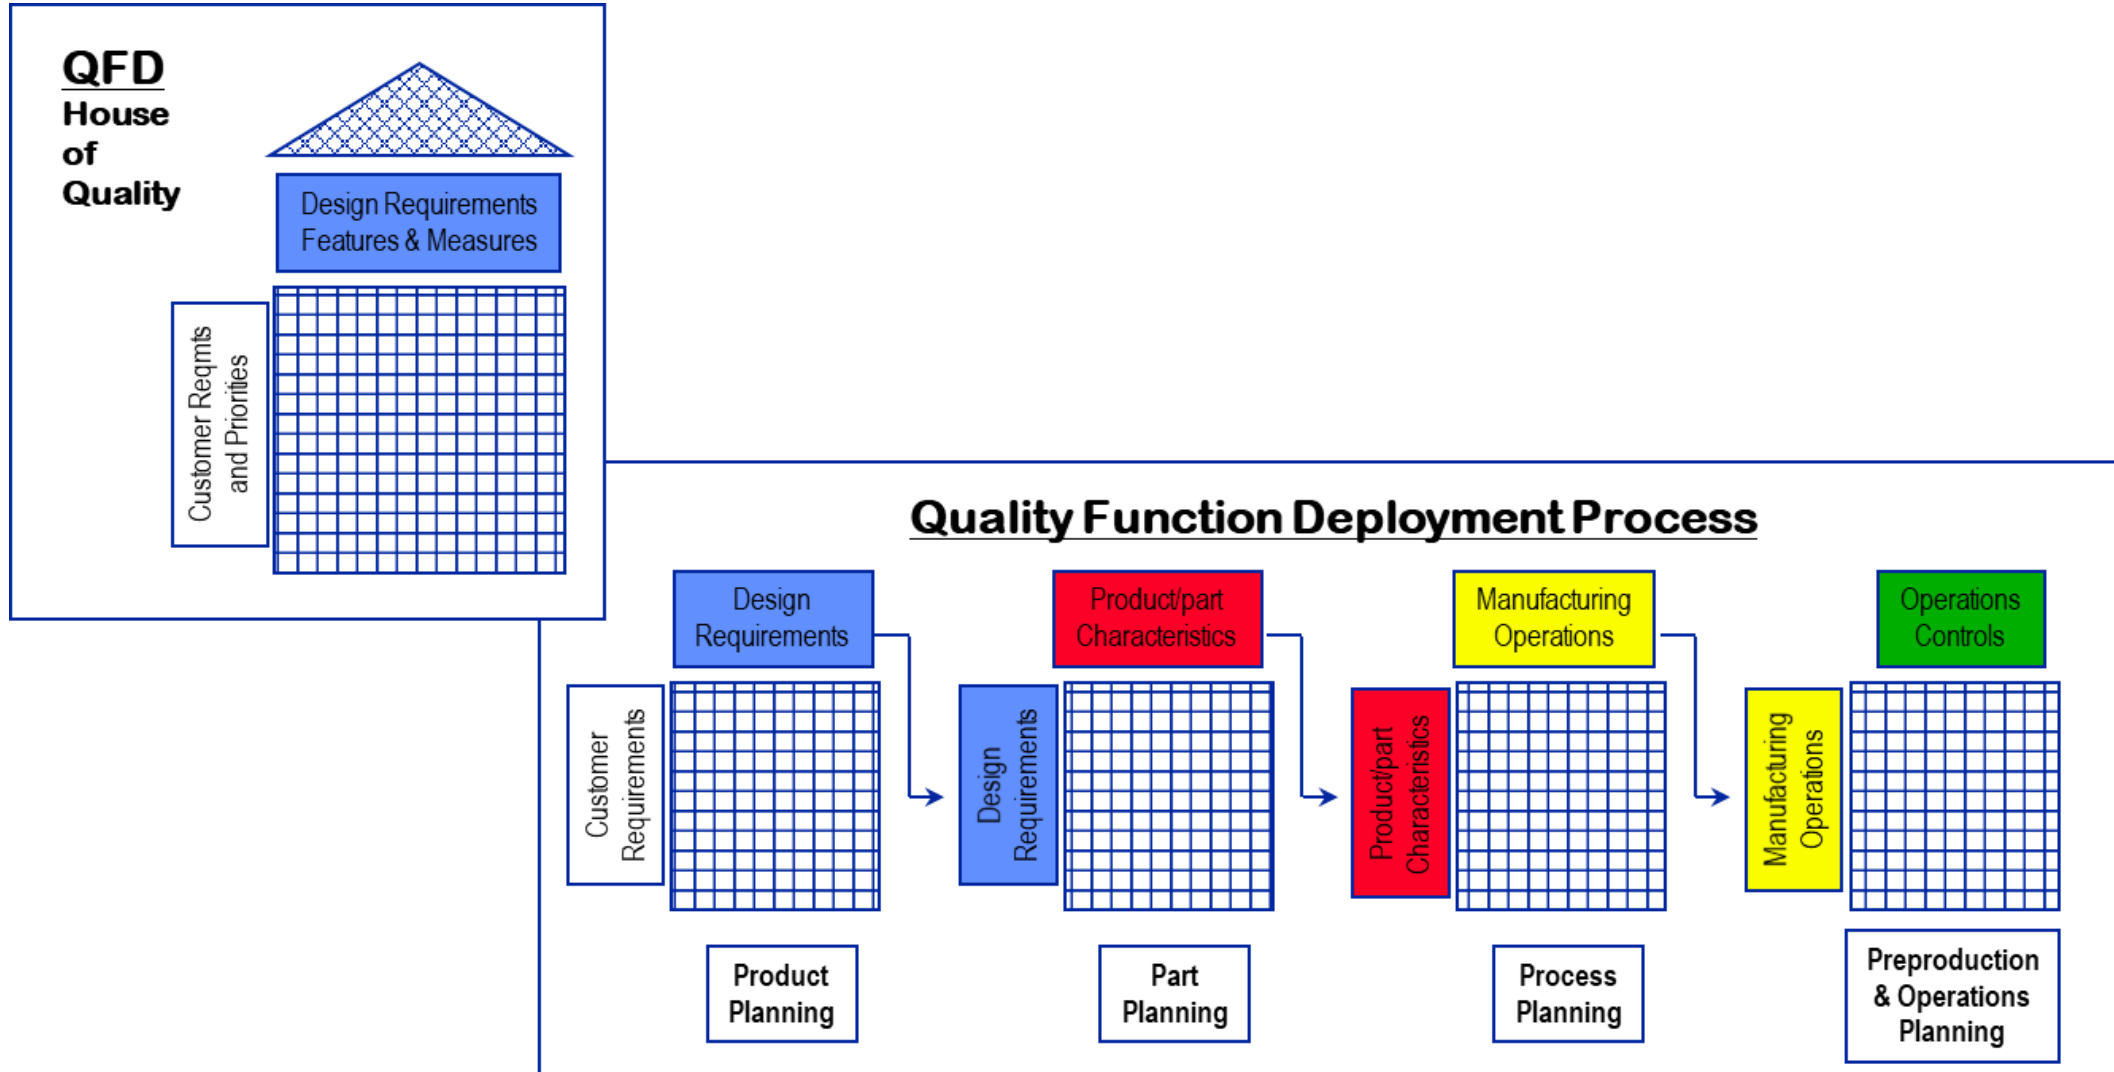 QFD
House
of
Quality
Design Requirements
Features & Measures
Customer Reqmts
and Priorities
Quality Function Deployment Process
Design
Requirements
Product/part
Characteristics
Manufacturing
Operations
Operations
Controls
Customer
Requirements
Design
Requirements
Product/part
Characteristics
Manufacturing
Operations
Product
Planning
Part
Planning
Process
Planning
Preproduction
& Operations
Planning